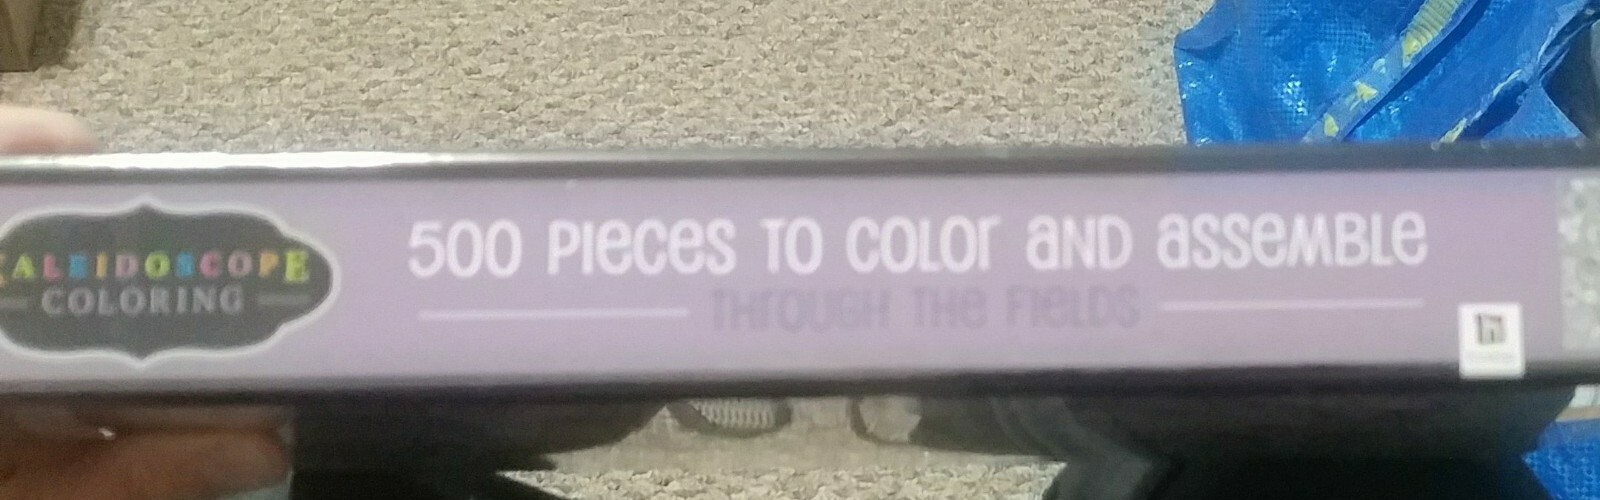 KALEIDOSCOPE
COLORING
500 Pieces to color and assemble
THROUGH THE FIELDS